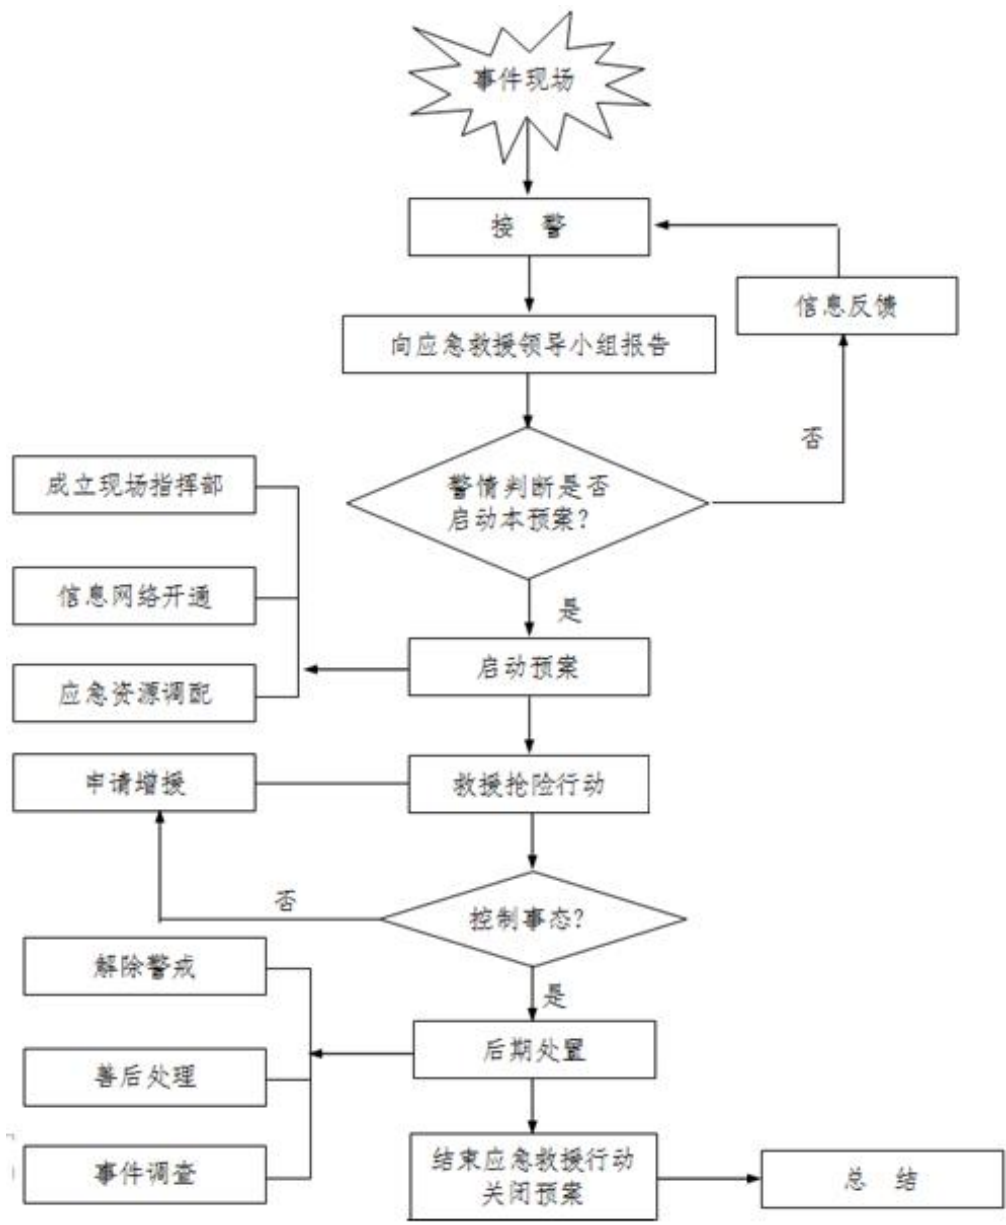 事件现场
接 警
信息反馈
向应急救援领导小组报告
否
警情判断是否
启动本预案?
成立现场指挥部
信息网络开通
应急资源调配
是
启动预案
申请增援
救援抢险行动
否
控制事态?
是
解除警戒
善后处理
事件调查
后期处置
结束应急救援行动
关闭预案
总 结